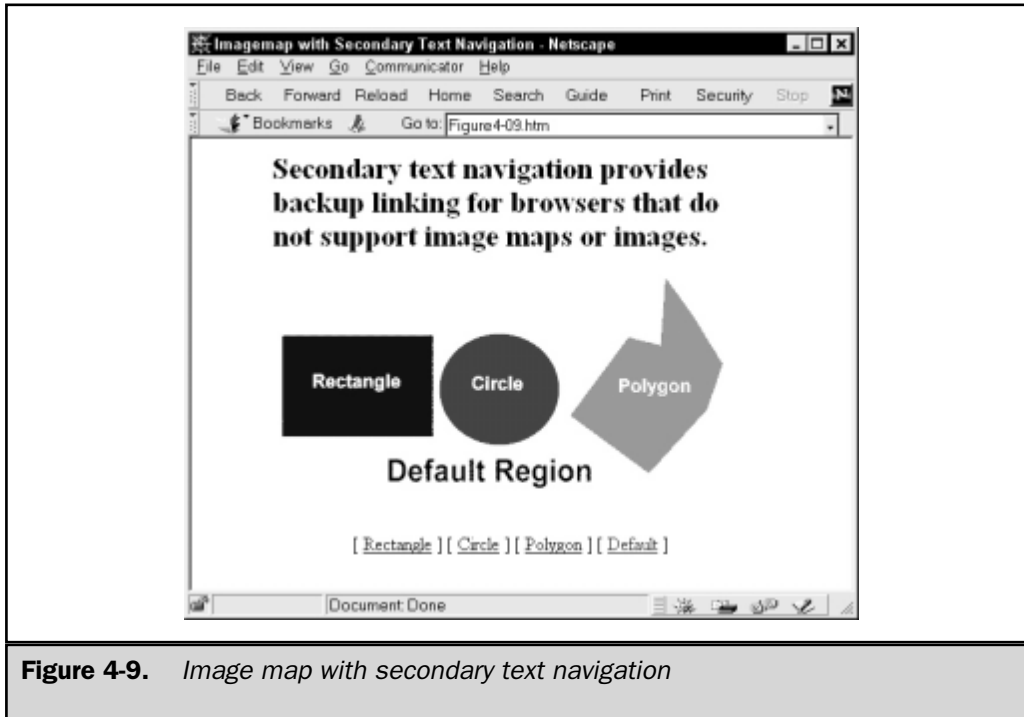 Imagemap with Secondary Text Navigation - Netscape
File Edit View Go Communicator Help
Back Forward Reload Home Search Guide Print Security Stop N
Bookmarks Go to: Figure4-09.htm
Secondary text navigation provides
backup linking for browsers that do
not support image maps or images.
Rectangle Circle Polygon
Default Region
[ Rectangle ] [ Circle ] [ Polygon ] [ Default ]
Document: Done
Figure 4-9. Image map with secondary text navigation